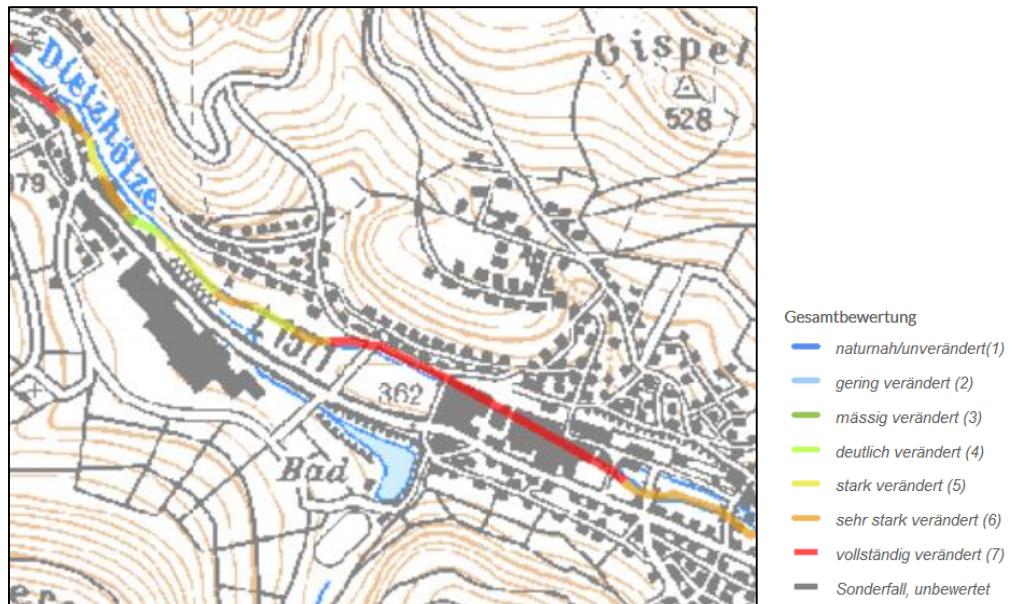 Gispel
528
Dietzhölze
379
362
Bad
Gesamtbewertung
naturnah/unverändert(1)
gering verändert (2)
mässig verändert (3)
deutlich verändert (4)
stark verändert (5)
sehr stark verändert (6)
vollständig verändert (7)
Sonderfall, unbewertet